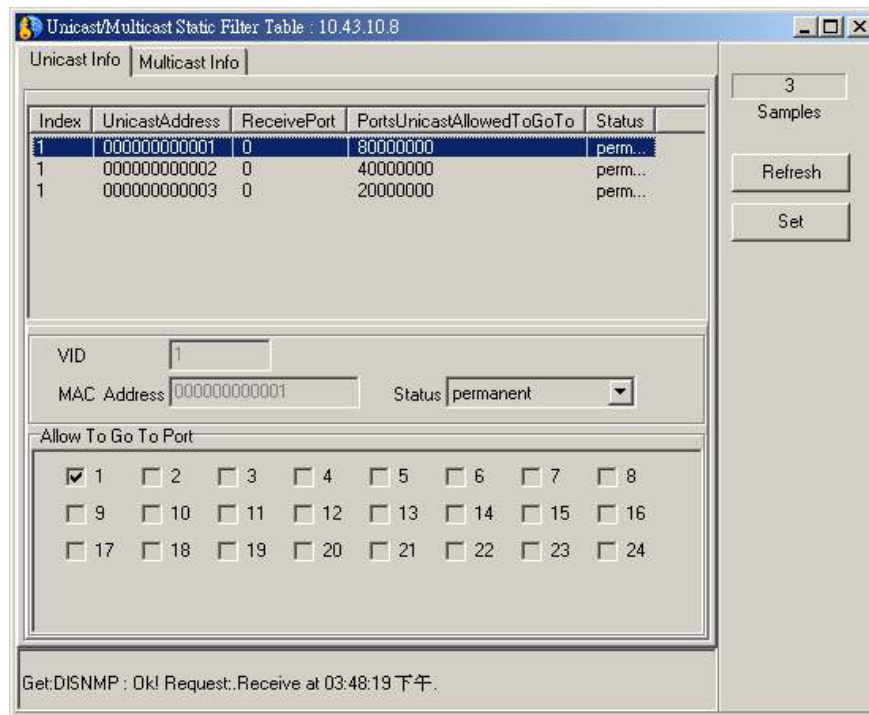 Unicast/Multicast Static Filter Table : 10.43.10.8
Unicast Info Multicast Info
Index UnicastAddress ReceivePort PortsUnicastAllowedToGoTo Status
1 000000000001 0 80000000 perm...
1 000000000002 0 40000000 perm...
1 000000000003 0 20000000 perm...
3
Samples
Refresh
Set
VID 1
MAC Address 000000000001 Status permanent
Allow To Go To Port
1 2 3 4 5 6 7 8
9 10 11 12 13 14 15 16
17 18 19 20 21 22 23 24
Get:DISNMP : Ok! Request:.Receive at 03:48:19 下午.